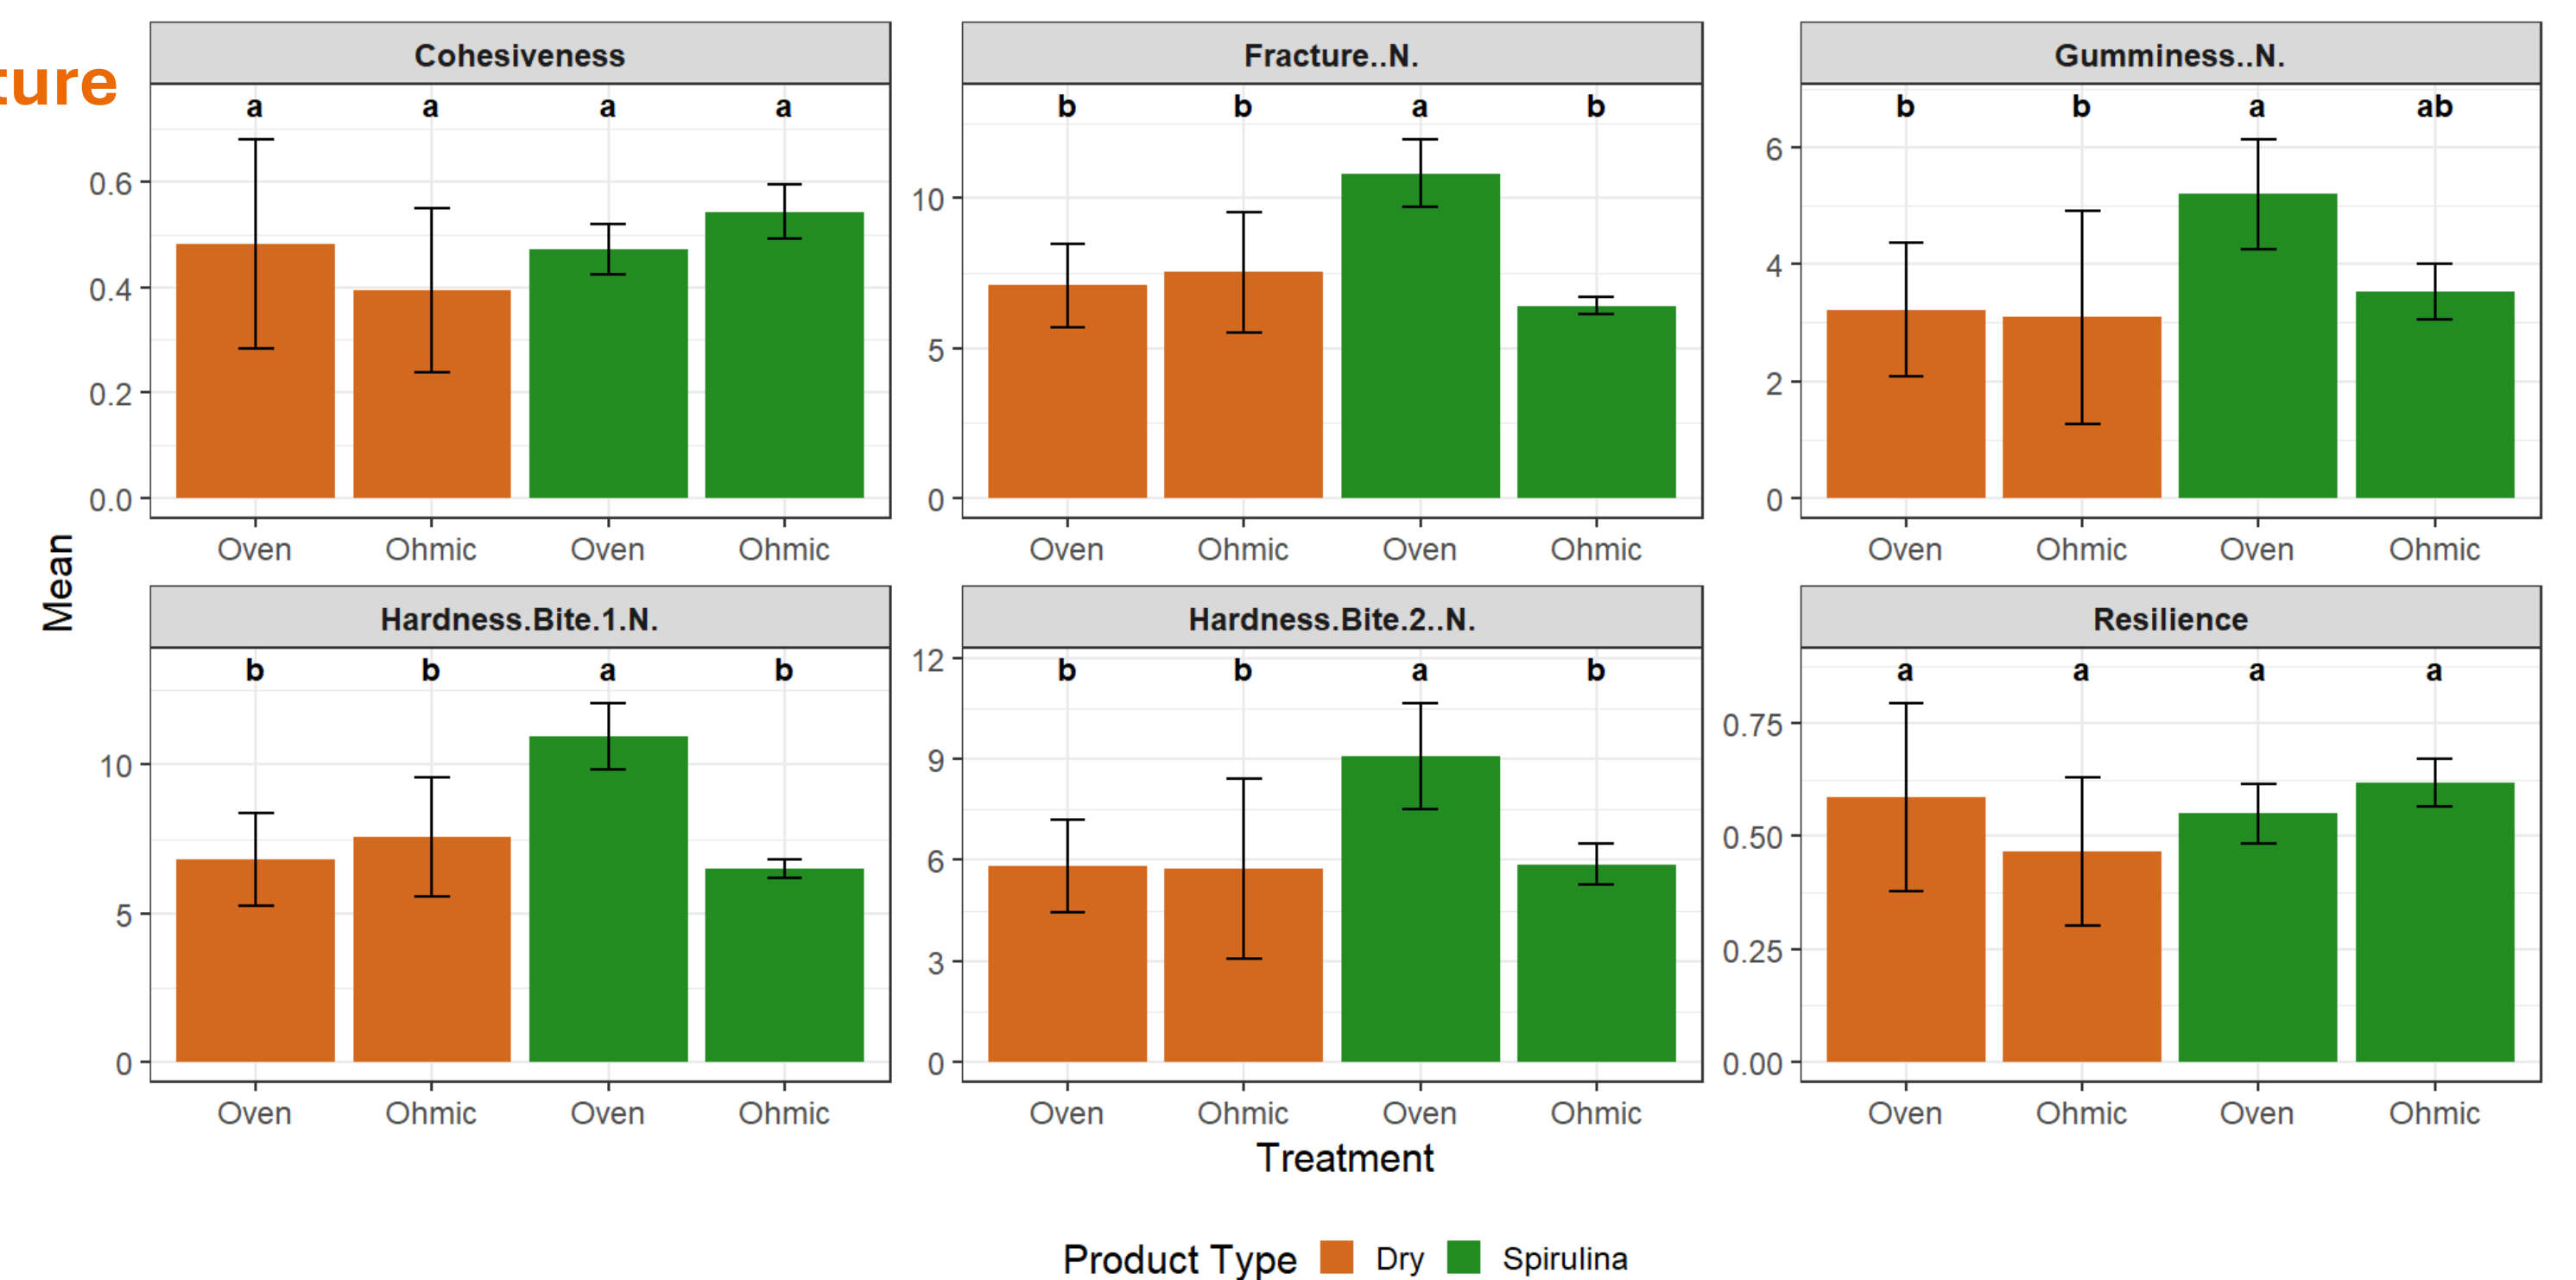 ture
Cohesiveness
Fracture..N.
Gumminess..N.
a a a a
b b a b
b b a ab
0.6
0.4
0.2
0.0
10
5
0
6
4
2
0
Oven Ohmic Oven Ohmic
Oven Ohmic Oven Ohmic
Oven Ohmic Oven Ohmic
Mean
Hardness.Bite.1.N.
Hardness.Bite.2..N.
Resilience
b b a b
b b a b
a a a a
10
5
0
12
9
6
3
0
0.75
0.50
0.25
0.00
Oven Ohmic Oven Ohmic
Oven Ohmic Oven Ohmic
Oven Ohmic Oven Ohmic
Treatment
Product Type Dry Spirulina